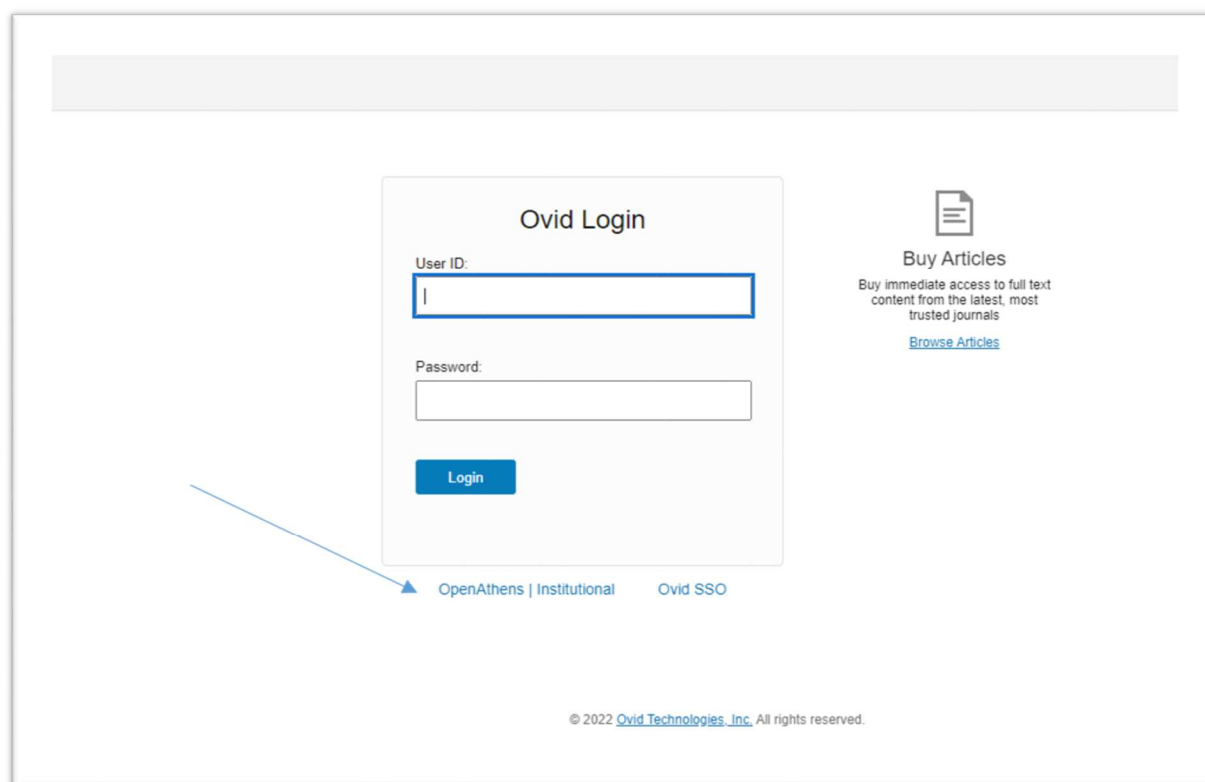 Ovid Login
User ID:
Password:
Login
OpenAthens | Institutional
Ovid SSO
Buy Articles
Buy immediate access to full text
content from the latest, most
trusted journals
Browse Articles
© 2022 Ovid Technologies, Inc. All rights reserved.